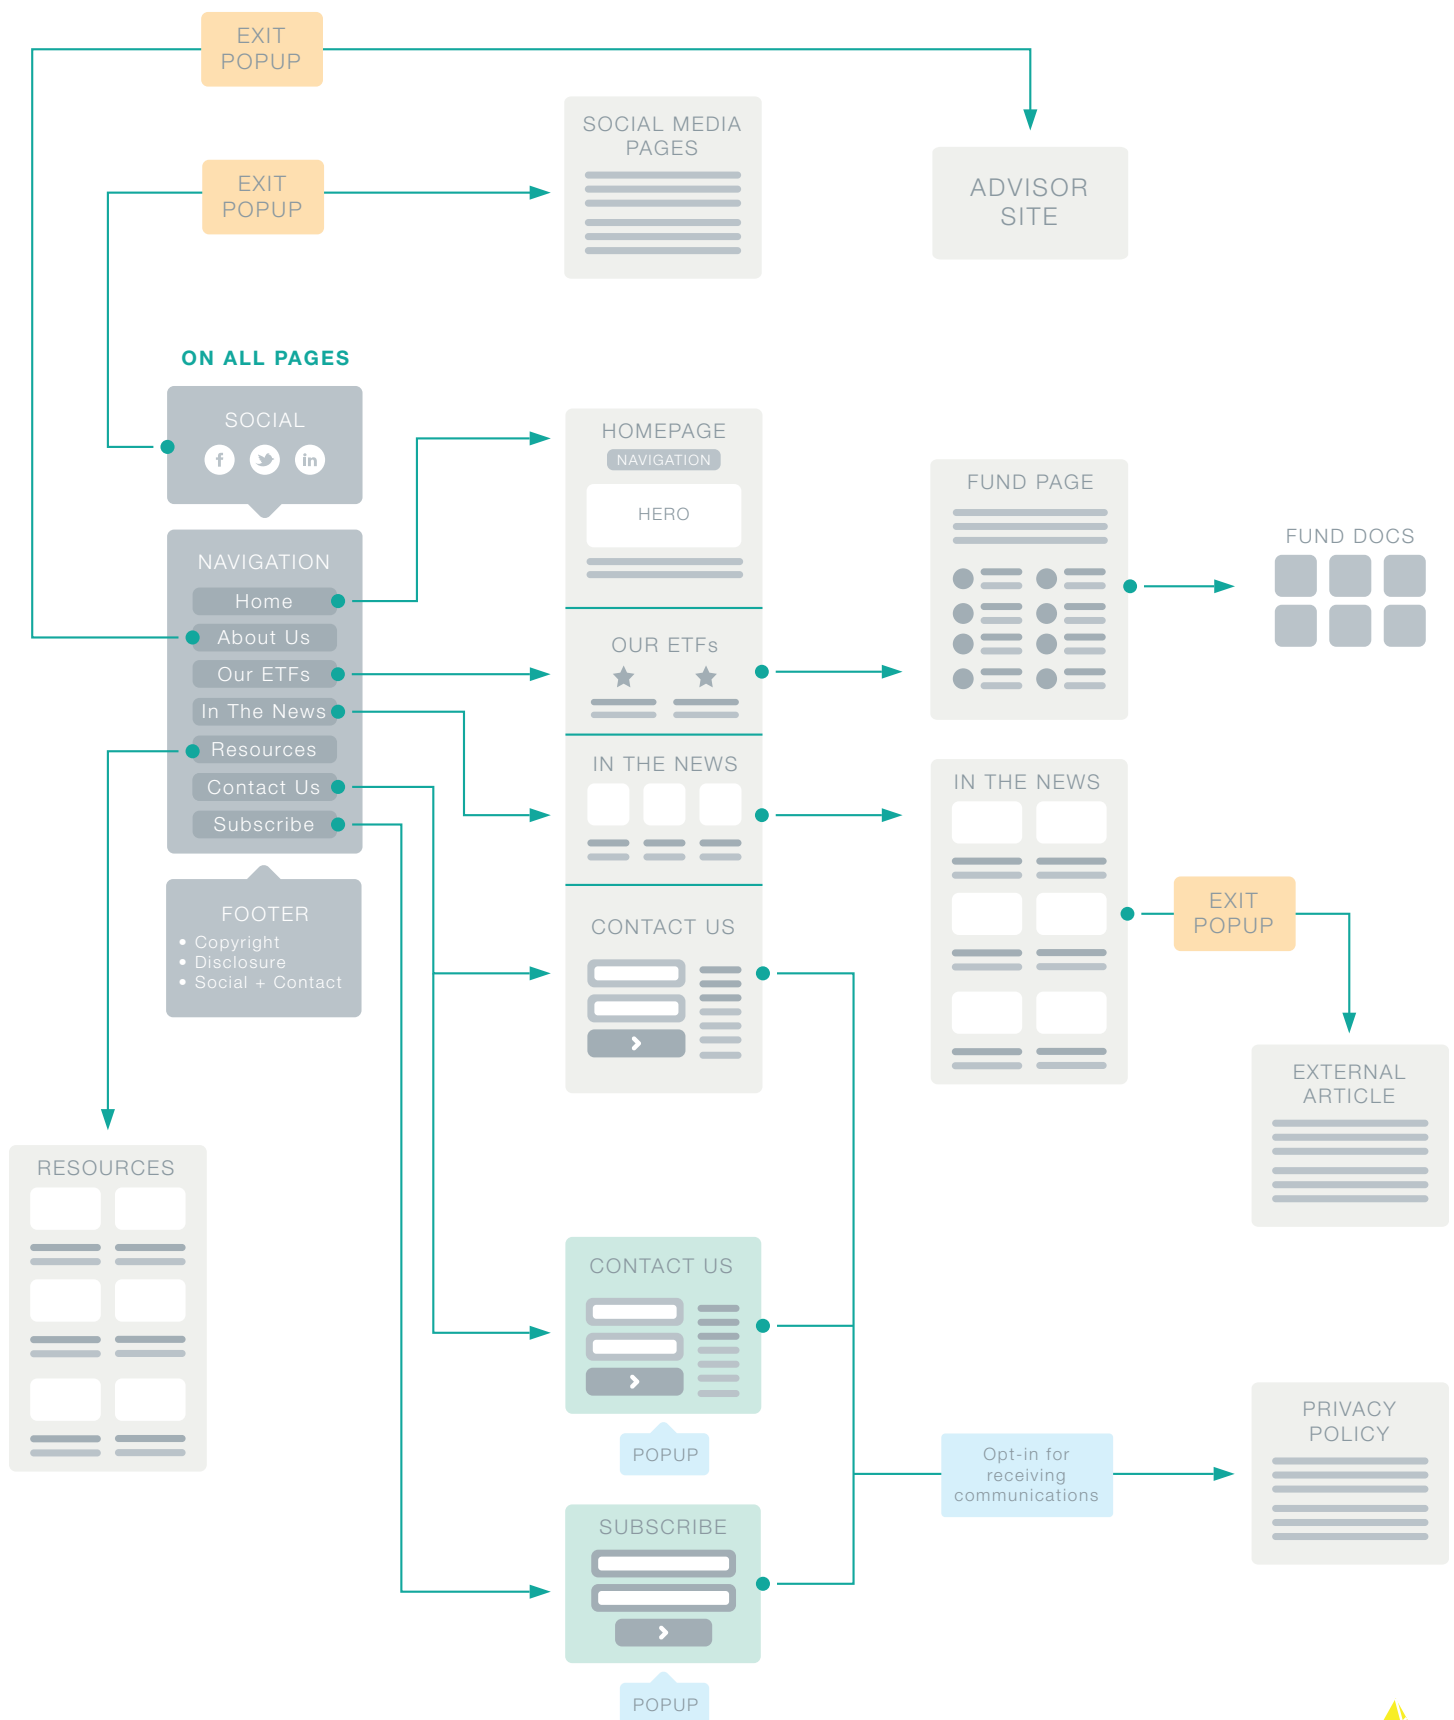 EXIT
POPUP
SOCIAL MEDIA
PAGES
EXIT
POPUP
ADVISOR
SITE
ON ALL PAGES
SOCIAL
f
in
NAVIGATION
Home
About Us
Our ETFs
In The News
Resources
Contact Us
Subscribe
FOOTER
• Copyright
• Disclosure
• Social + Contact
RESOURCES
HOMEPAGE
NAVIGATION
HERO
OUR ETFs
IN THE NEWS
CONTACT US
FUND PAGE
FUND DOCS
IN THE NEWS
EXIT
POPUP
EXTERNAL
ARTICLE
CONTACT US
POPUP
SUBSCRIBE
POPUP
Opt-in for
receiving
communications
PRIVACY
POLICY